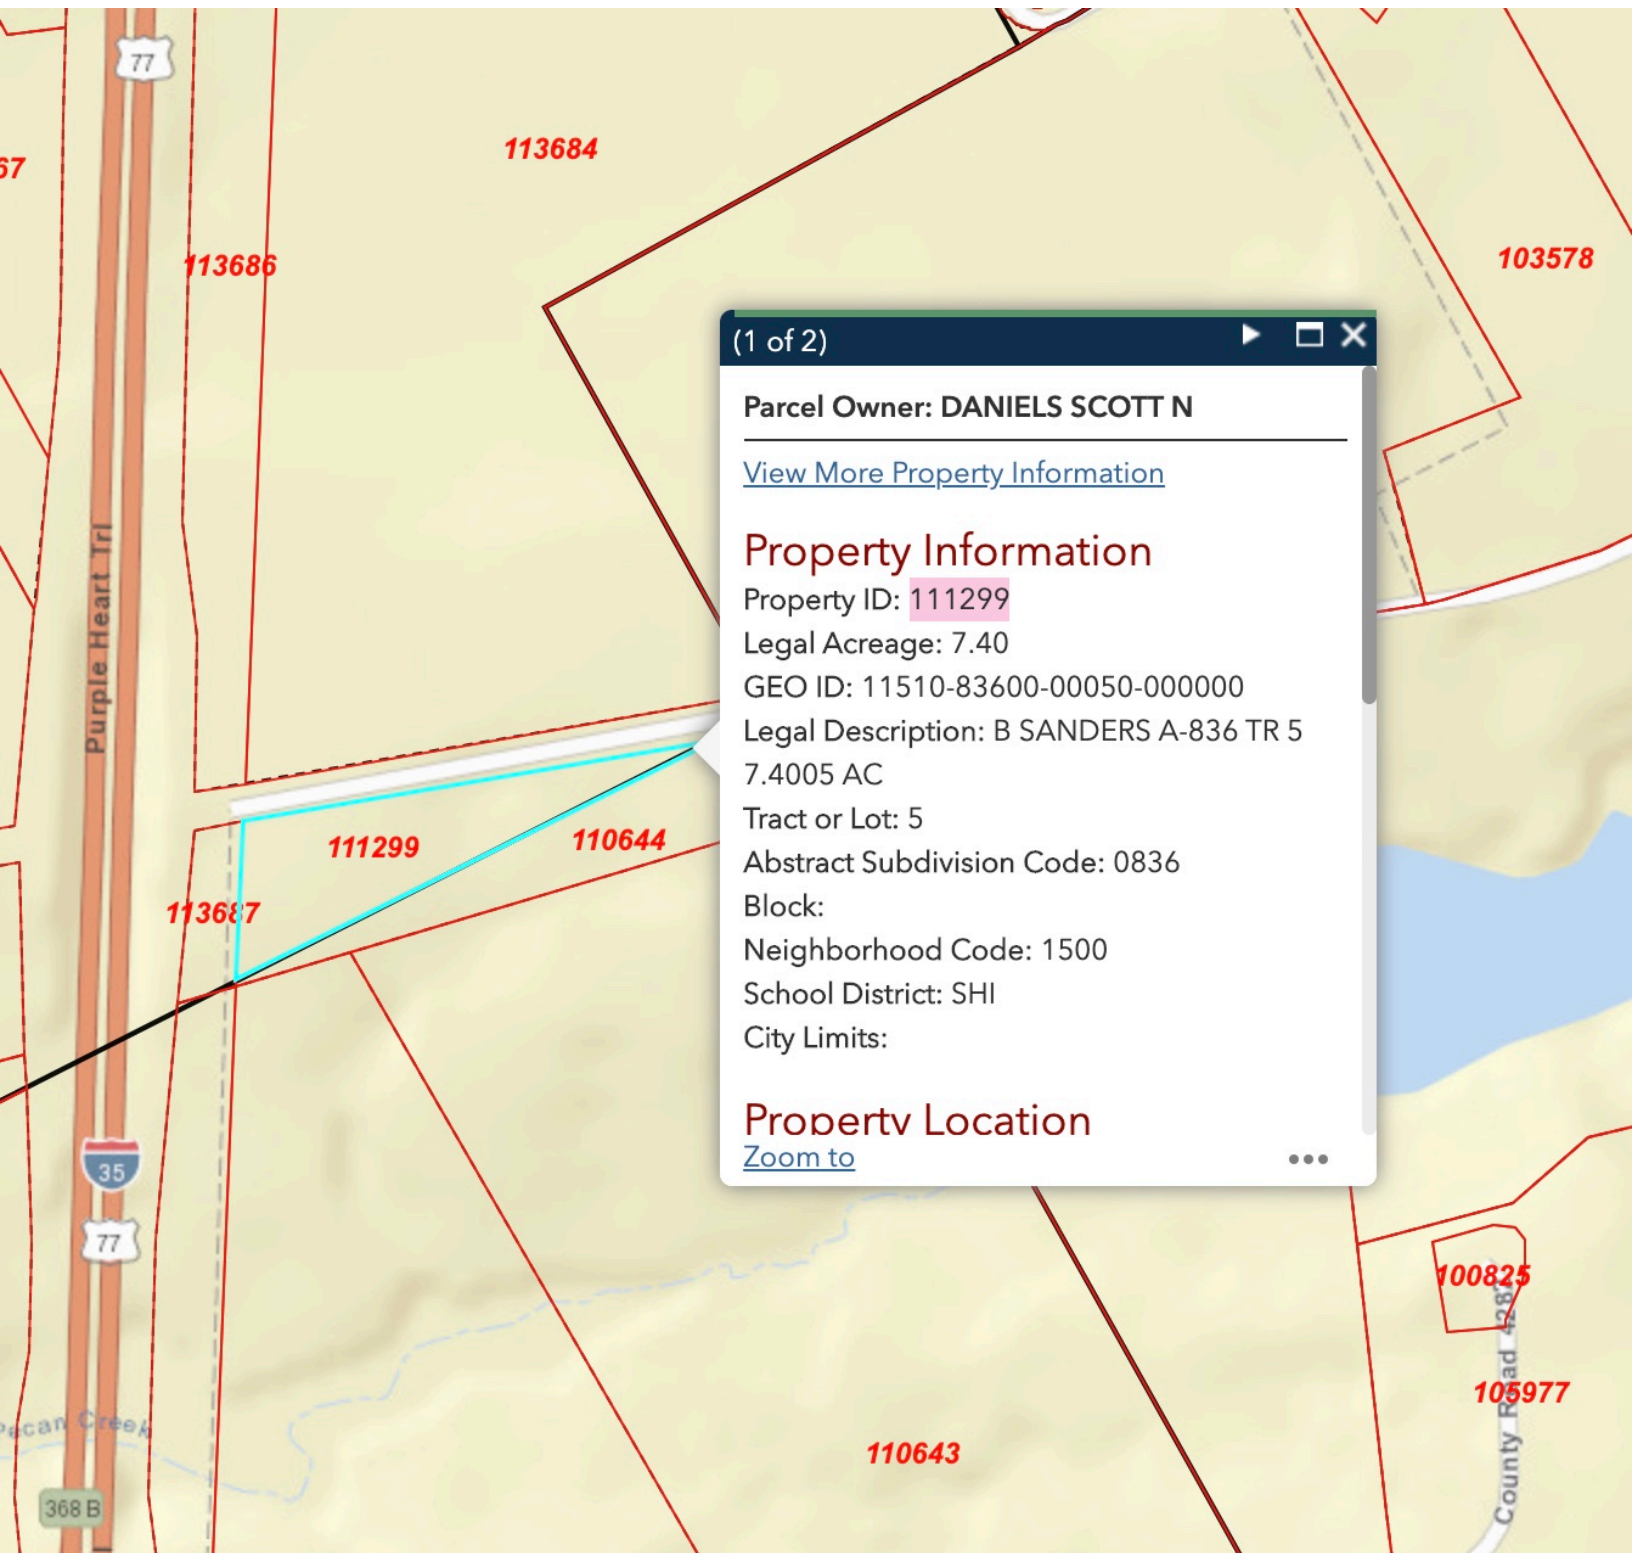 77
113684
67
113686
103578
(1 of 2)
Parcel Owner: DANIELS SCOTT N
View More Property Information
Property Information
Property ID: 111299
Legal Acreage: 7.40
GEO ID: 11510-83600-00050-000000
Legal Description: B SANDERS A-836 TR 5
7.4005 AC
Tract or Lot: 5
Abstract Subdivision Code: 0836
Block:
Neighborhood Code: 1500
School District: SHI
City Limits:
Property Location
Zoom to
Purple Heart Trl
111299
110644
113687
35
77
100825
105977
County Road 4282
Pecan Creek
110643
368 B